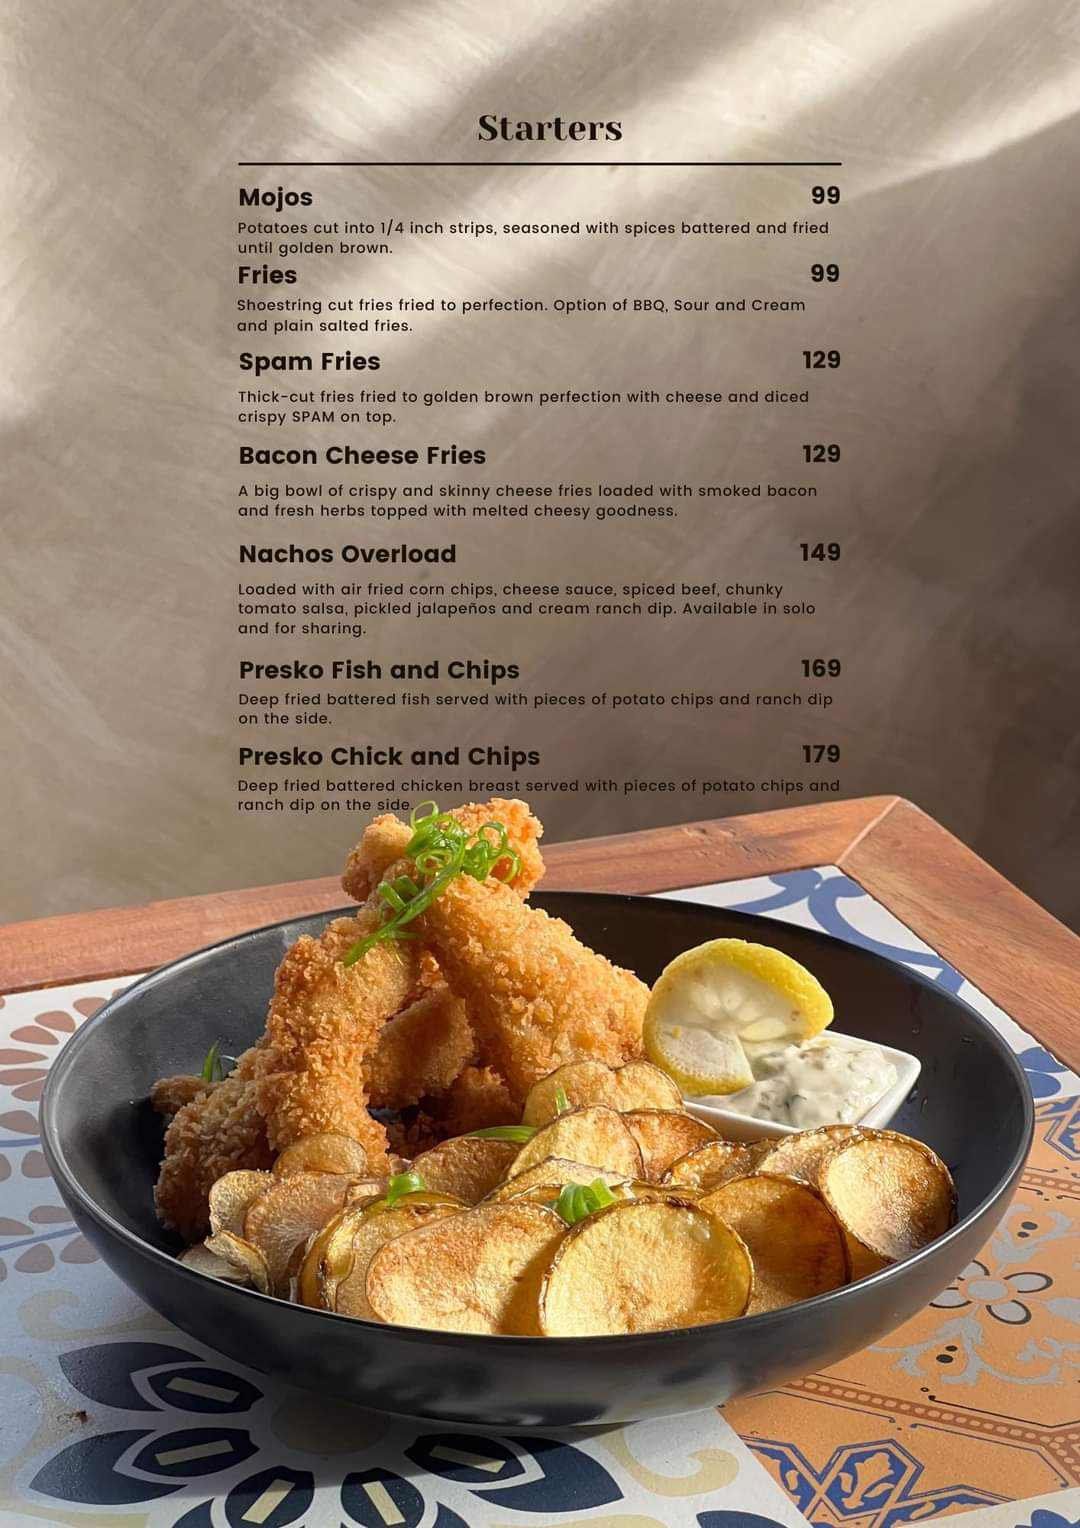 Starters
Mojos 99
Potatoes cut into 1/4 inch strips, seasoned with spices battered and fried
until golden brown.
Fries 99
Shoestring cut fries fried to perfection. Option of BBQ, Sour and Cream
and plain salted fries.
Spam Fries 129
Thick-cut fries fried to golden brown perfection with cheese and diced
crispy SPAM on top.
Bacon Cheese Fries 129
A big bowl of crispy and skinny cheese fries loaded with smoked bacon
and fresh herbs topped with melted cheesy goodness.
Nachos Overload 149
Loaded with air fried corn chips, cheese sauce, spiced beef, chunky
tomato salsa, pickled jalapeños and cream ranch dip. Available in solo
and for sharing.
Presko Fish and Chips 169
Deep fried battered fish served with pieces of potato chips and ranch dip
on the side.
Presko Chick and Chips 179
Deep fried battered chicken breast served with pieces of potato chips and
ranch dip on the side.